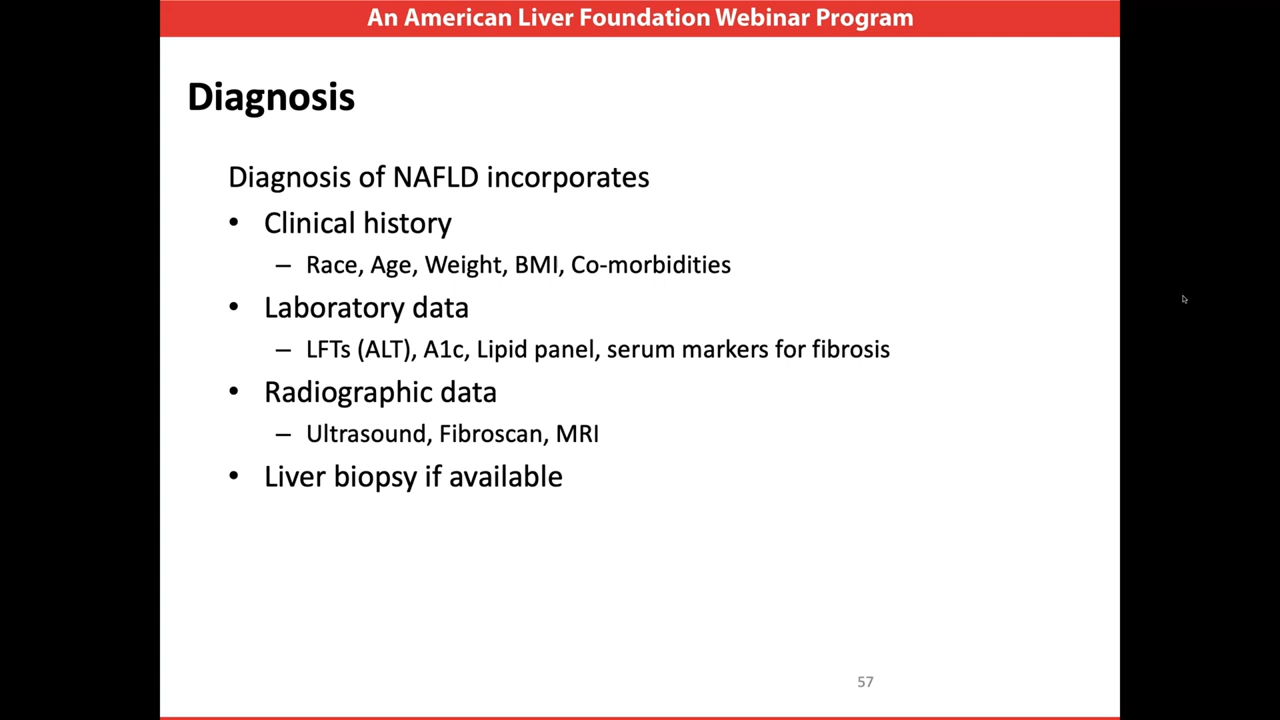 An American Liver Foundation Webinar Program
Diagnosis
Diagnosis of NAFLD incorporates
• Clinical history
– Race, Age, Weight, BMI, Co-morbidities
• Laboratory data
– LFTs (ALT), A1c, Lipid panel, serum markers for fibrosis
• Radiographic data
– Ultrasound, Fibroscan, MRI
• Liver biopsy if available
57